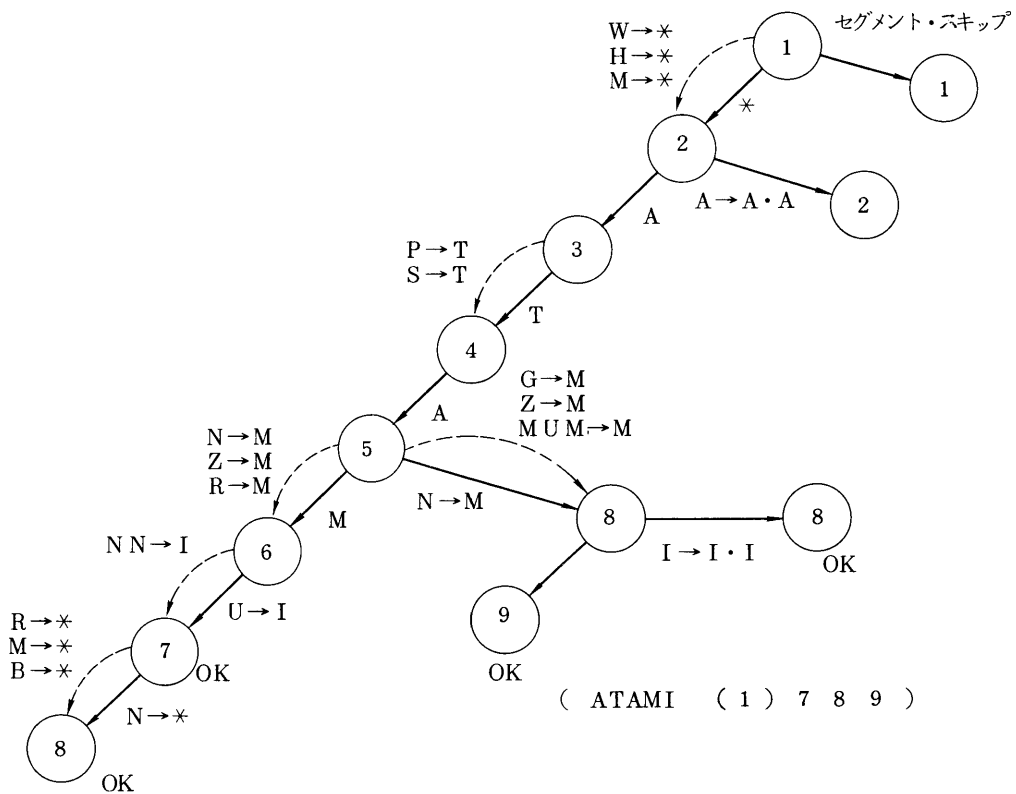 セグメント・スキップ
W→*
H→*
M→*
1
1
*
2
A→A・A
2
A
P→T
S→T
3
T
4
G→M
Z→M
MUM→M
A
N→M
Z→M
R→M
5
N→M
M
8
I→I・I
8
OK
NN→I
6
U→I
9
OK
R→*
M→*
B→*
7
OK
N→*
( ATAMI ( 1 ) 7 8 9 )
8
OK